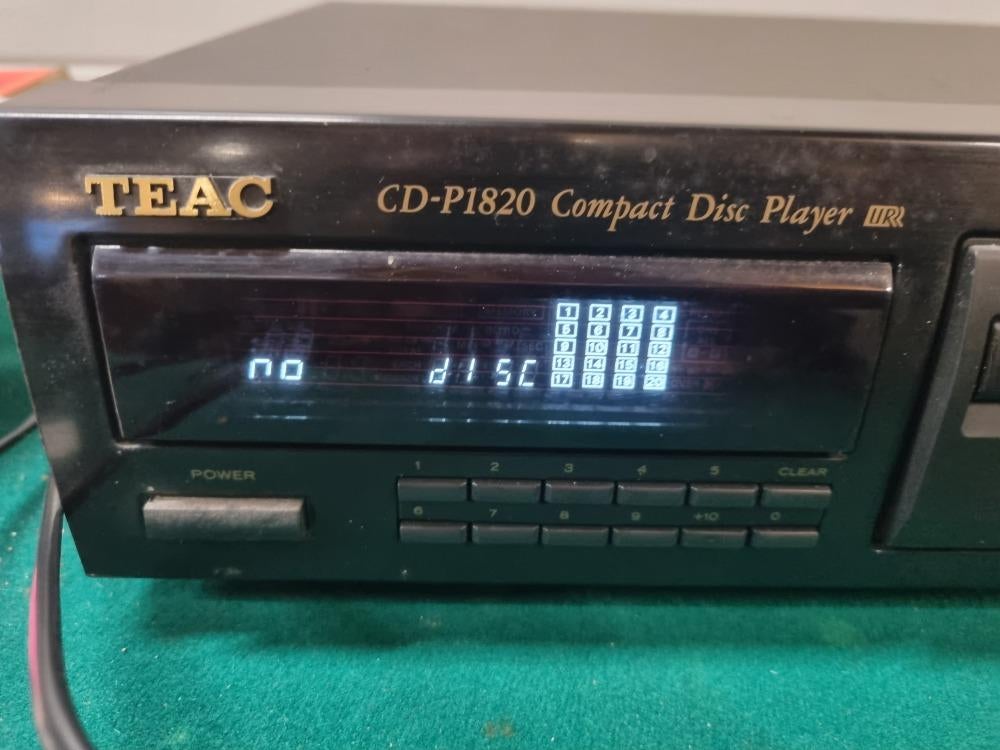 TEAC
CD-P1820 Compact Disc Player
1 2 3 4
5 6 7 8
9 10 11 12
no disc
13 14 15 16
17 18 19 20
POWER
1 2 3 4 5 CLEAR
6 7 8 9 +10 0